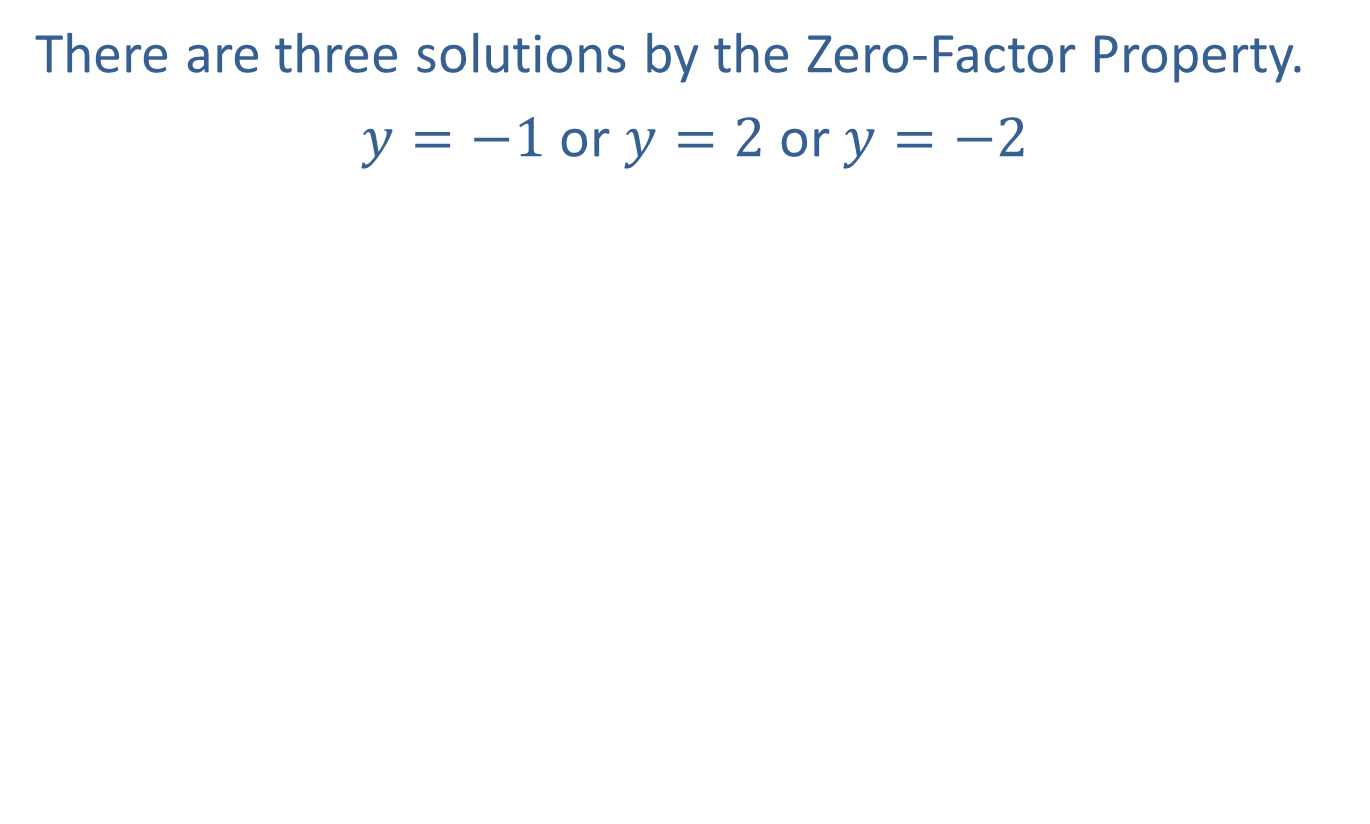 There are three solutions by the Zero-Factor Property.
y = −1 or y = 2 or y = −2